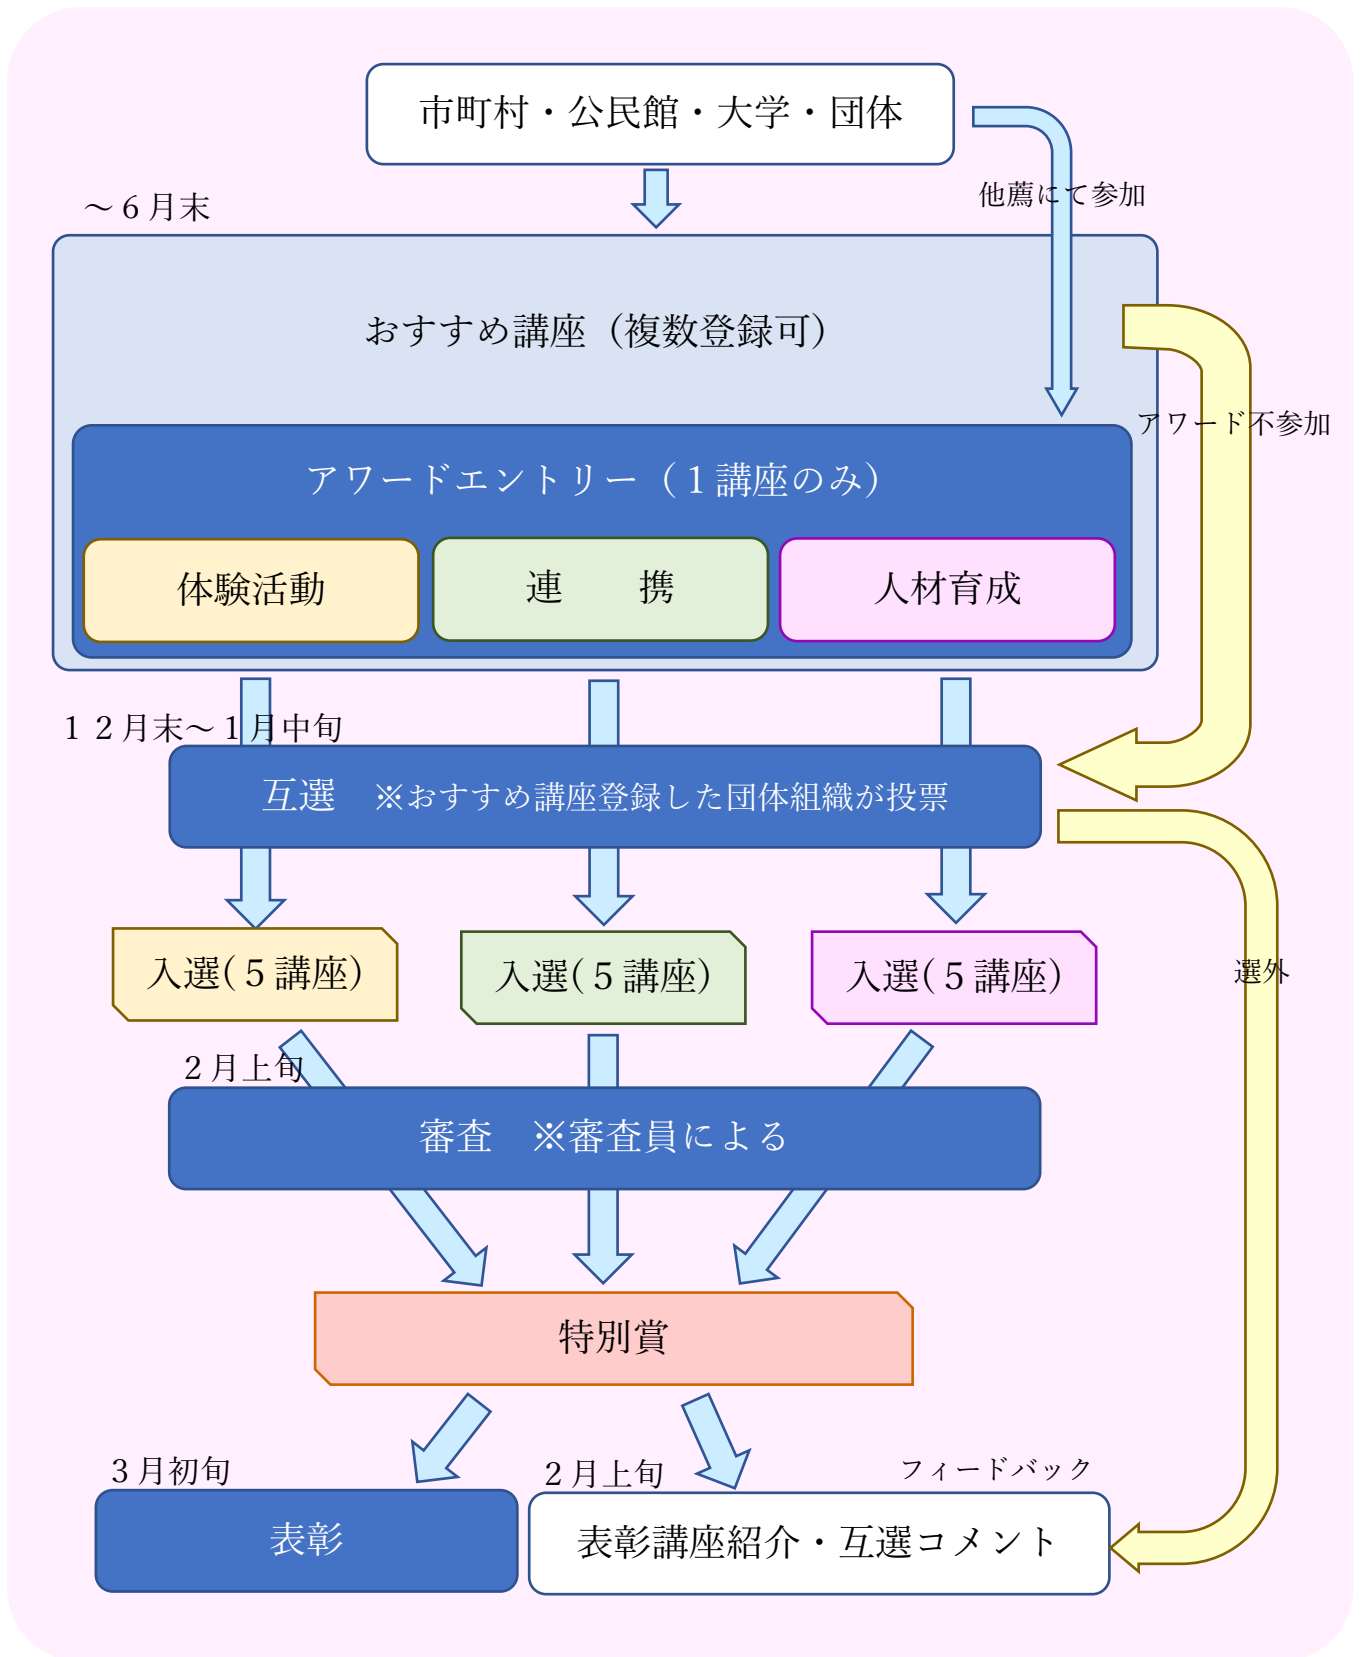 市町村・公民館・大学・団体
他薦にて参加
～６月末
おすすめ講座（複数登録可）
アワード不参加
アワードエントリー（１講座のみ）
体験活動
連　　携
人材育成
１２月末～１月中旬
互選　※おすすめ講座登録した団体組織が投票
入選(５講座)
入選(５講座)
入選(５講座)
選外
２月上旬
審査　※審査員による
特別賞
３月初旬
２月上旬
フィードバック
表彰
表彰講座紹介・互選コメント